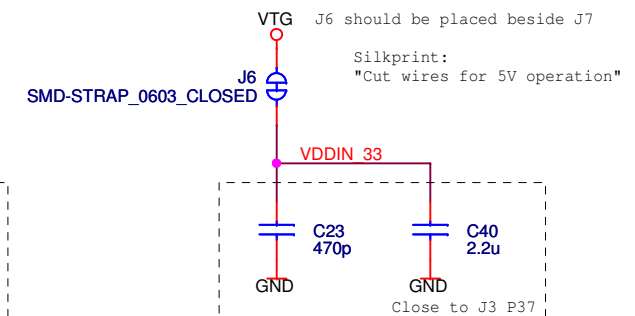 VTG
J6 should be placed beside J7
Silkprint:
"Cut wires for 5V operation"
J6
SMD-STRAP_0603_CLOSED
VDDIN_33
C23
470p
C40
2.2u
GND
GND
Close to J3 P37